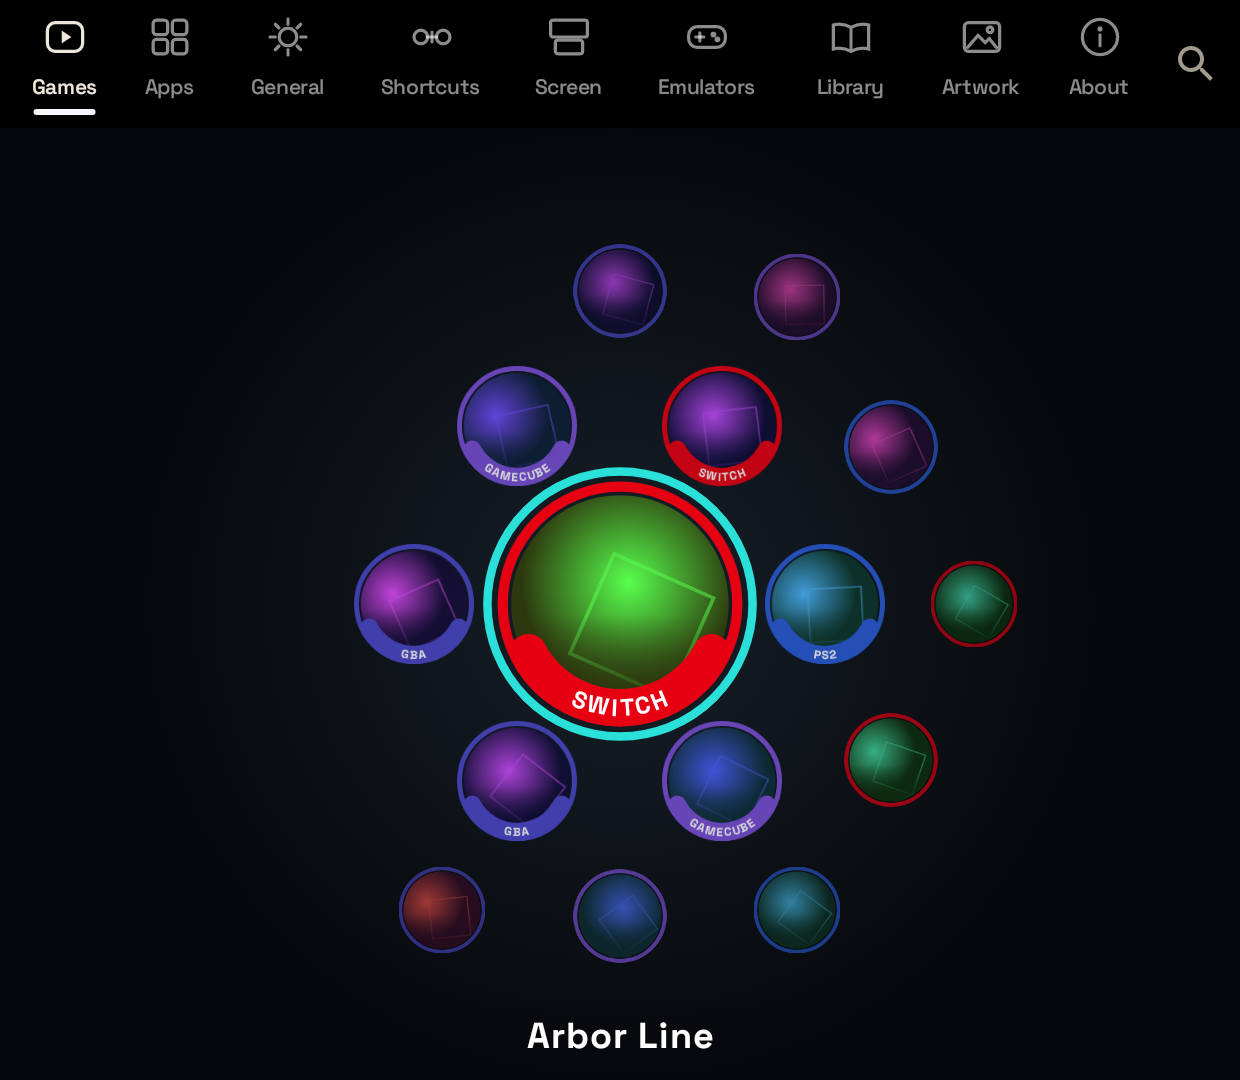 Games
Apps
General
Shortcuts
Screen
Emulators
Library
Artwork
About
GAMECUBE
SWITCH
GBA
SWITCH
PS2
GBA
GAMECUBE
Arbor Line